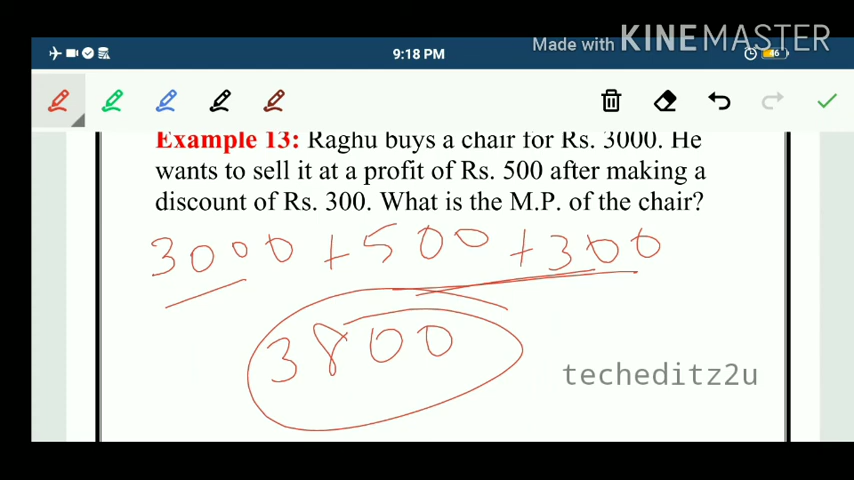 Made with KINEMASTER
9:18 PM
46
Example 13: Raghu buys a chair for Rs. 3000. He
wants to sell it at a profit of Rs. 500 after making a
discount of Rs. 300. What is the M.P. of the chair?
3000 + 500 + 300
3800
techeditz2u